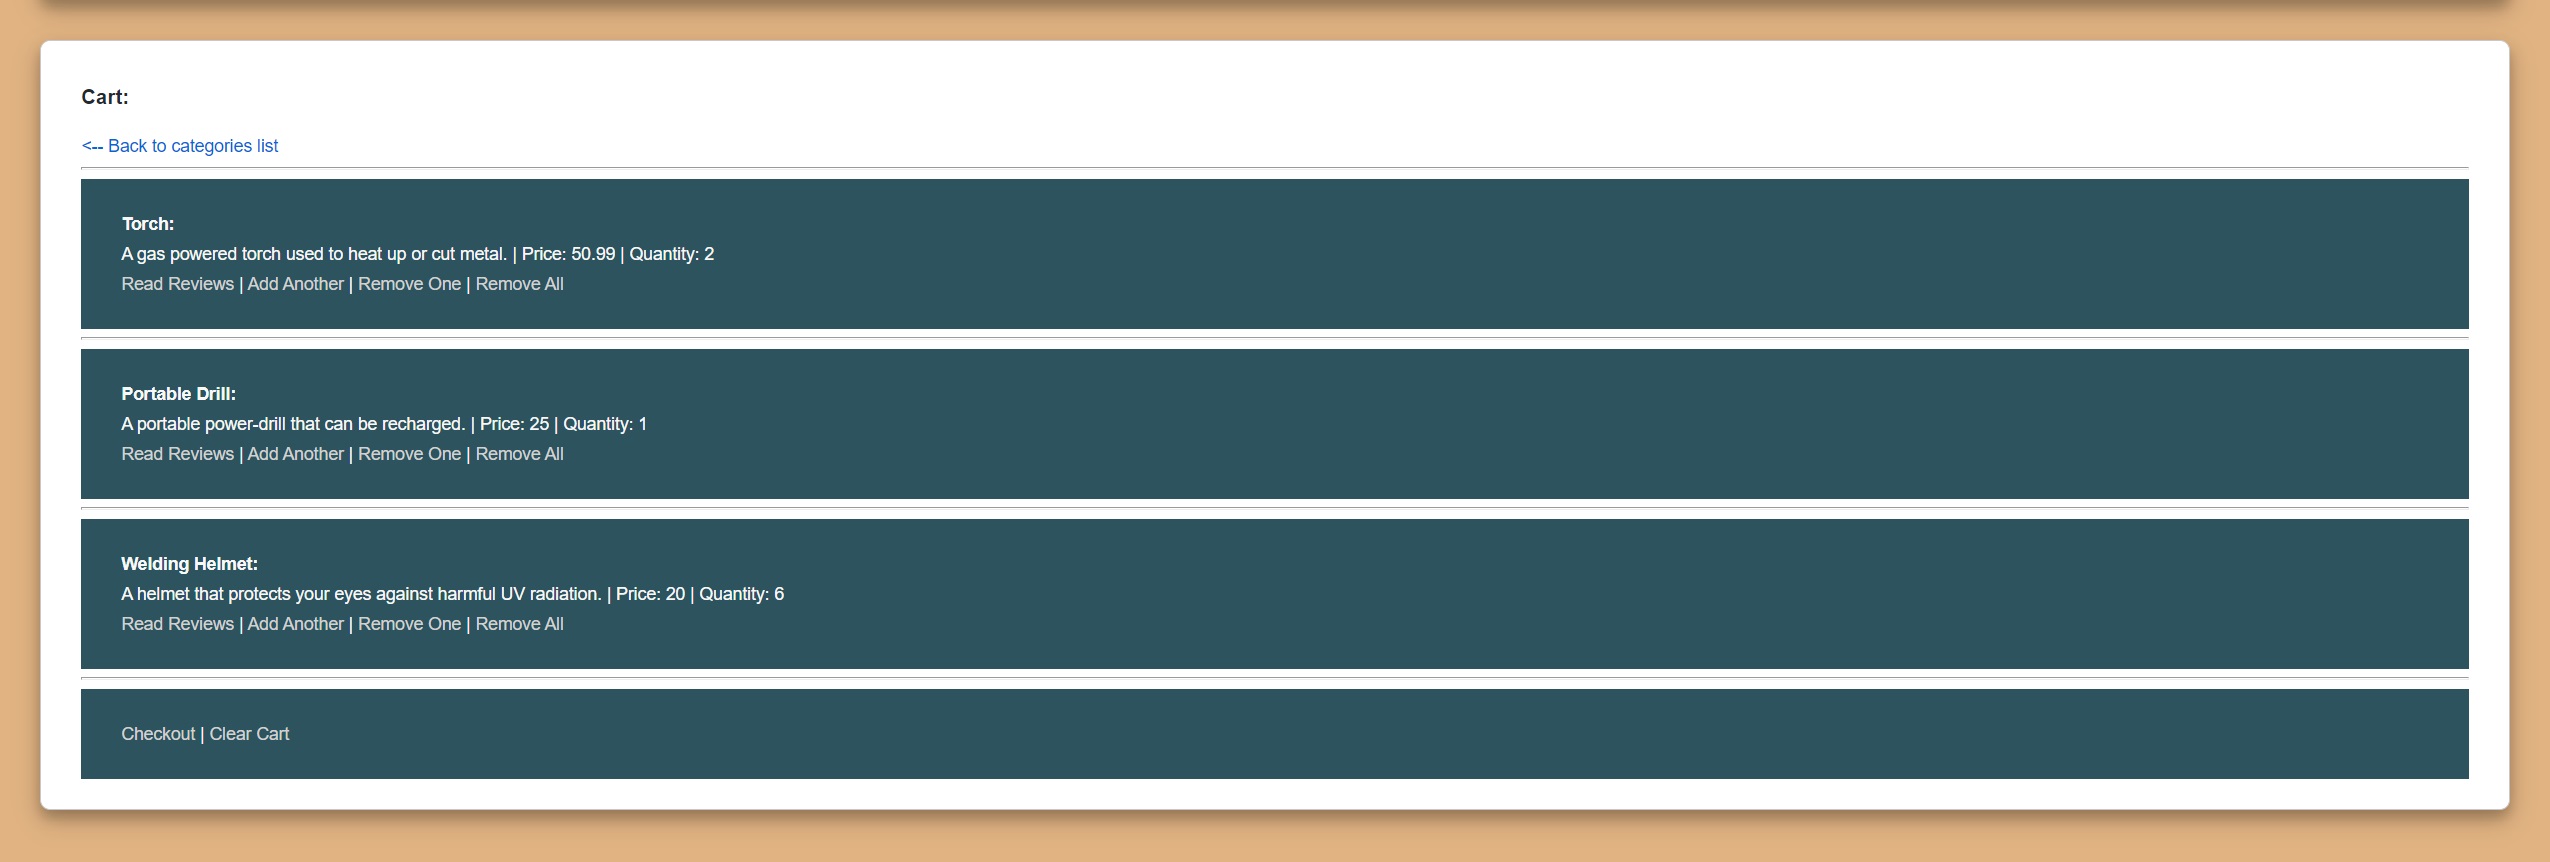 Cart:
<-- Back to categories list
Torch:
A gas powered torch used to heat up or cut metal. | Price: 50.99 | Quantity: 2
Read Reviews | Add Another | Remove One | Remove All
Portable Drill:
A portable power-drill that can be recharged. | Price: 25 | Quantity: 1
Read Reviews | Add Another | Remove One | Remove All
Welding Helmet:
A helmet that protects your eyes against harmful UV radiation. | Price: 20 | Quantity: 6
Read Reviews | Add Another | Remove One | Remove All
Checkout | Clear Cart